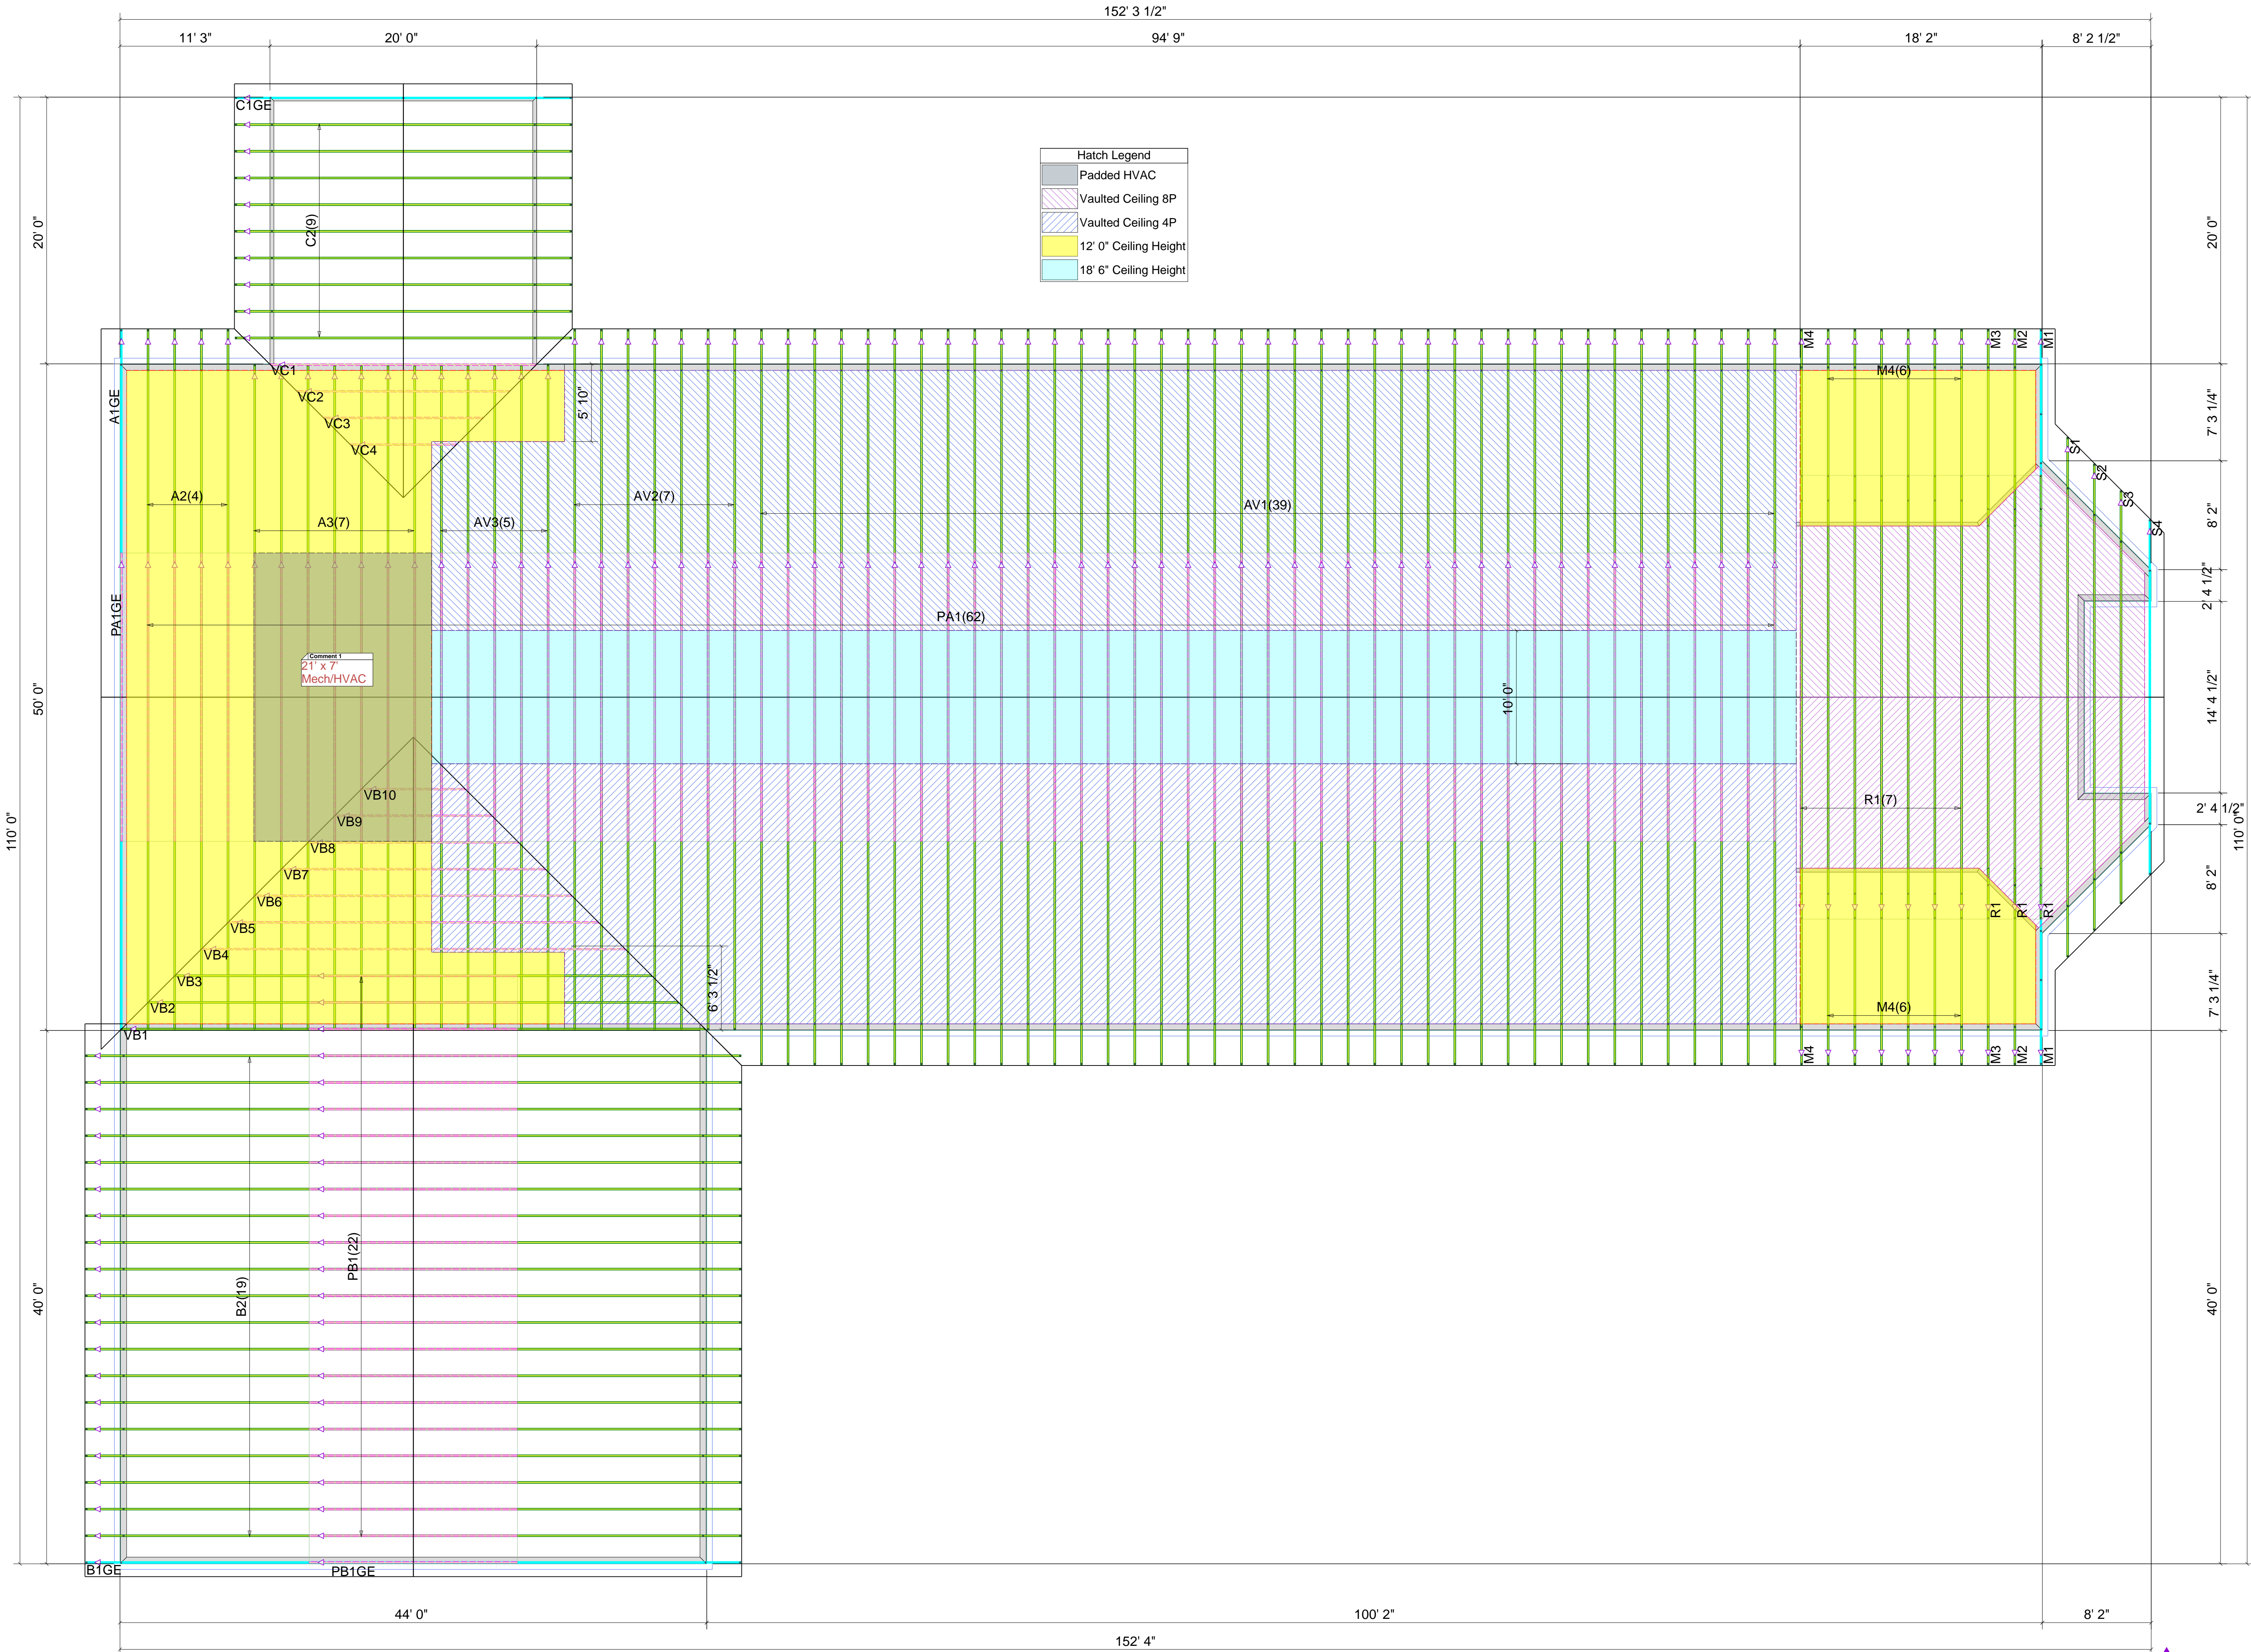 152' 3 1/2"
11' 3"
20' 0"
94' 9"
18' 2"
8' 2 1/2"
C1GE
C2(9)
20' 0"
Hatch Legend
Padded HVAC
Vaulted Ceiling 8P
Vaulted Ceiling 4P
12' 0" Ceiling Height
18' 6" Ceiling Height
20' 0"
M4
M3
M2
M1
A1GE
VC1
VC2
VC3
VC4
5' 10"
M4(6)
7' 3 1/4"
S1
S2
S3
S4
A2(4)
AV2(7)
AV1(39)
A3(7)
AV3(5)
8' 2"
2' 4 1/2"
PA1GE
PA1(62)
Comment 1
21' x 7'
Mech/HVAC
50' 0"
10' 0"
14' 4 1/2"
VB10
VB9
VB8
VB7
VB6
VB5
VB4
VB3
VB2
VB1
R1(7)
2' 4 1/2"
110' 0"
110' 0"
8' 2"
R1
R1
R1
6' 3 1/2"
M4(6)
7' 3 1/4"
M4
M3
M2
M1
B2(19)
PB1(22)
40' 0"
40' 0"
B1GE
PB1GE
44' 0"
100' 2"
8' 2"
152' 4"